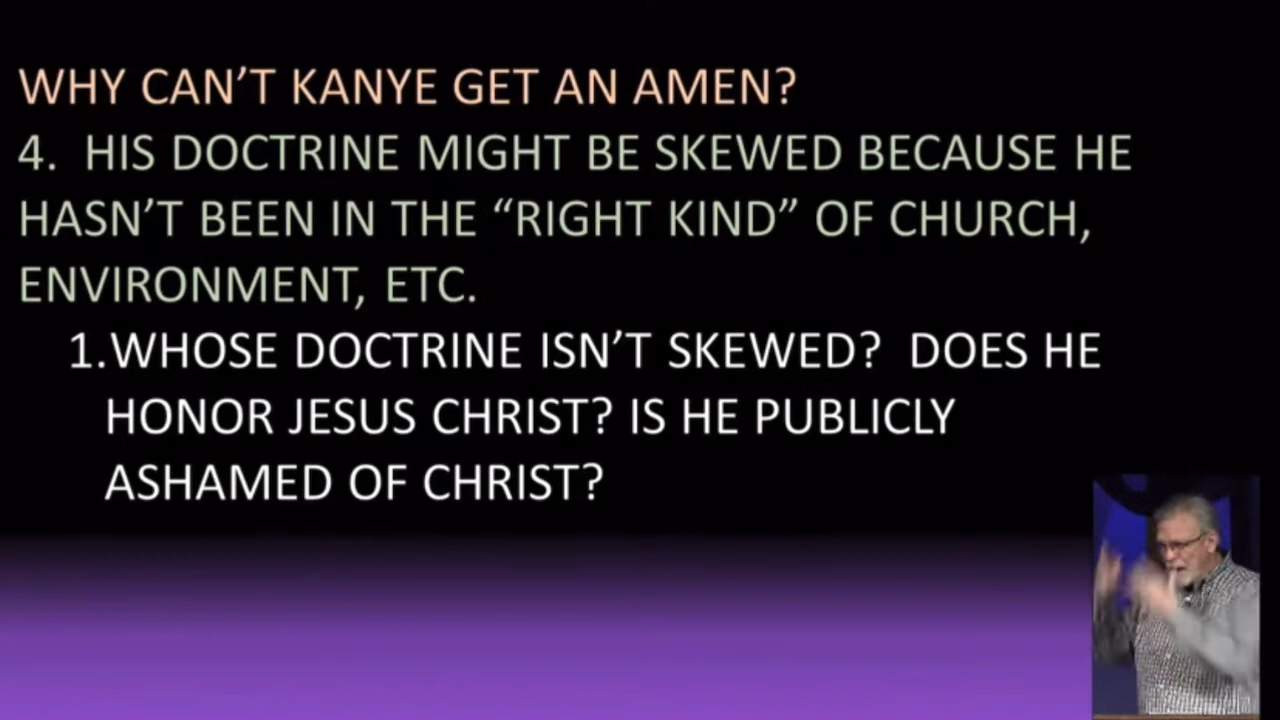 WHY CAN’T KANYE GET AN AMEN?
4. HIS DOCTRINE MIGHT BE SKEWED BECAUSE HE
HASN’T BEEN IN THE “RIGHT KIND” OF CHURCH,
ENVIRONMENT, ETC.
1.WHOSE DOCTRINE ISN’T SKEWED? DOES HE
HONOR JESUS CHRIST? IS HE PUBLICLY
ASHAMED OF CHRIST?